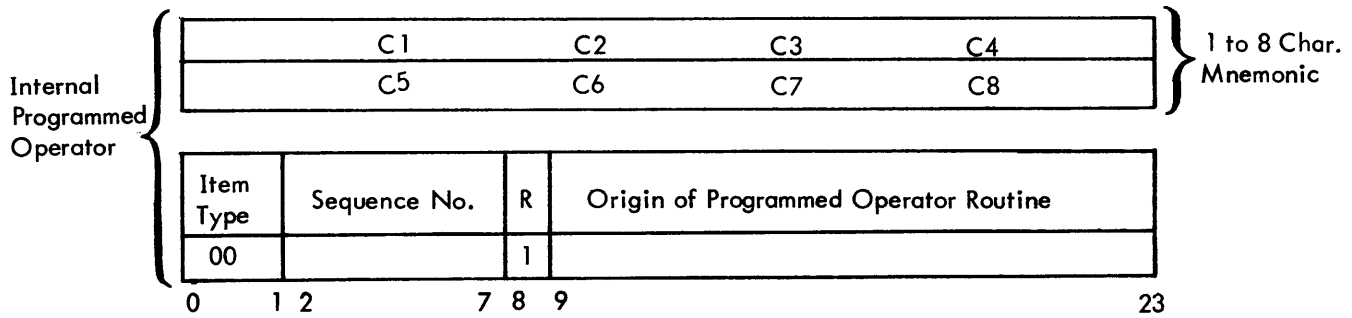 C1 C2 C3 C4
C5 C6 C7 C8
1 to 8 Char.
Mnemonic
Internal
Programmed
Operator
Item
Type
Sequence No.
R
Origin of Programmed Operator Routine
00
1
0 1 2 7 8 9 23